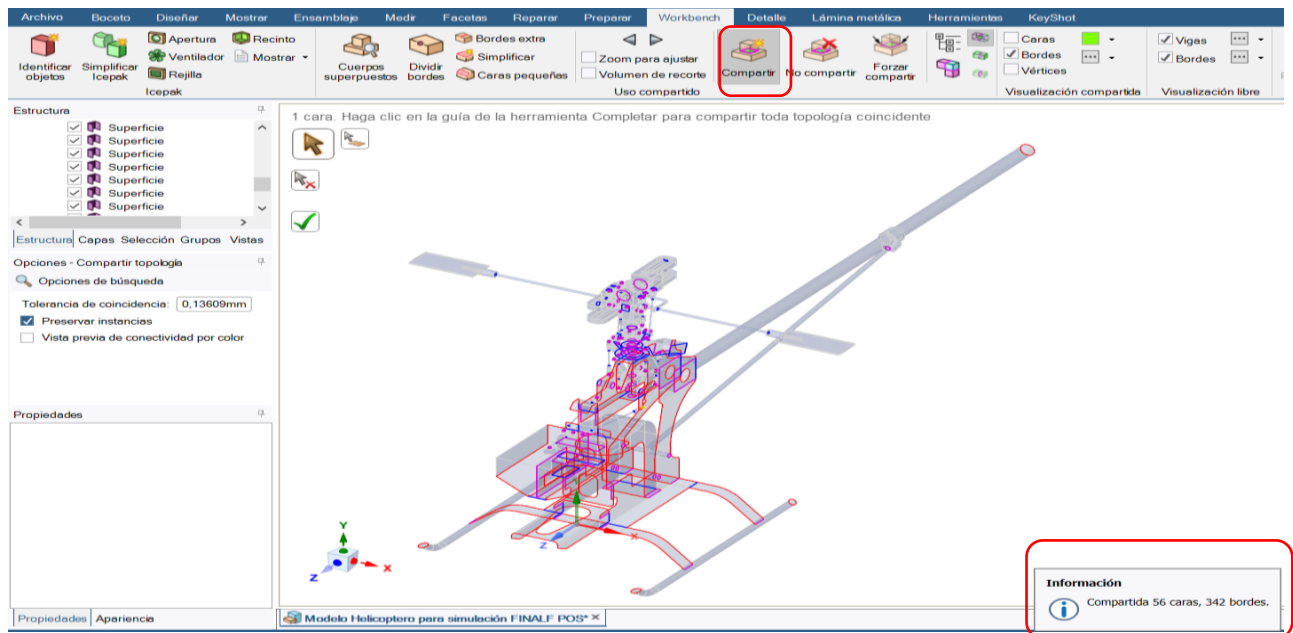 Archivo Boceto Diseñar Mostrar Ensamblaje Medir Facetas Reparar Preparar Workbench Detalle Lámina metálica Herramientas KeyShot
Identificar objetos
Simplificar Icepak
Apertura
Ventilador
Rejilla
Recinto
Mostrar
Icepak
Cuerpos superpuestos
Dividir bordes
Bordes extra
Simplificar
Caras pequeñas
Zoom para ajustar
Volumen de recorte
Compartir
No compartir
Forzar compartir
Uso compartido
Caras
Bordes
Vértices
Visualización compartida
Vigas
Bordes
Visualización libre
Estructura
Superficie
Superficie
Superficie
Superficie
Superficie
Superficie
Superficie
Estructura Capas Selección Grupos Vistas
Opciones - Compartir topología
Opciones de búsqueda
Tolerancia de coincidencia: 0,13609mm
Preservar instancias
Vista previa de conectividad por color
Propiedades
Propiedades Apariencia
1 cara. Haga clic en la guía de la herramienta Completar para compartir toda topología coincidente
Y
X
Z
X
Z
Modelo Helicoptero para simulación FINALF POS*
Información
Compartida 56 caras, 342 bordes.